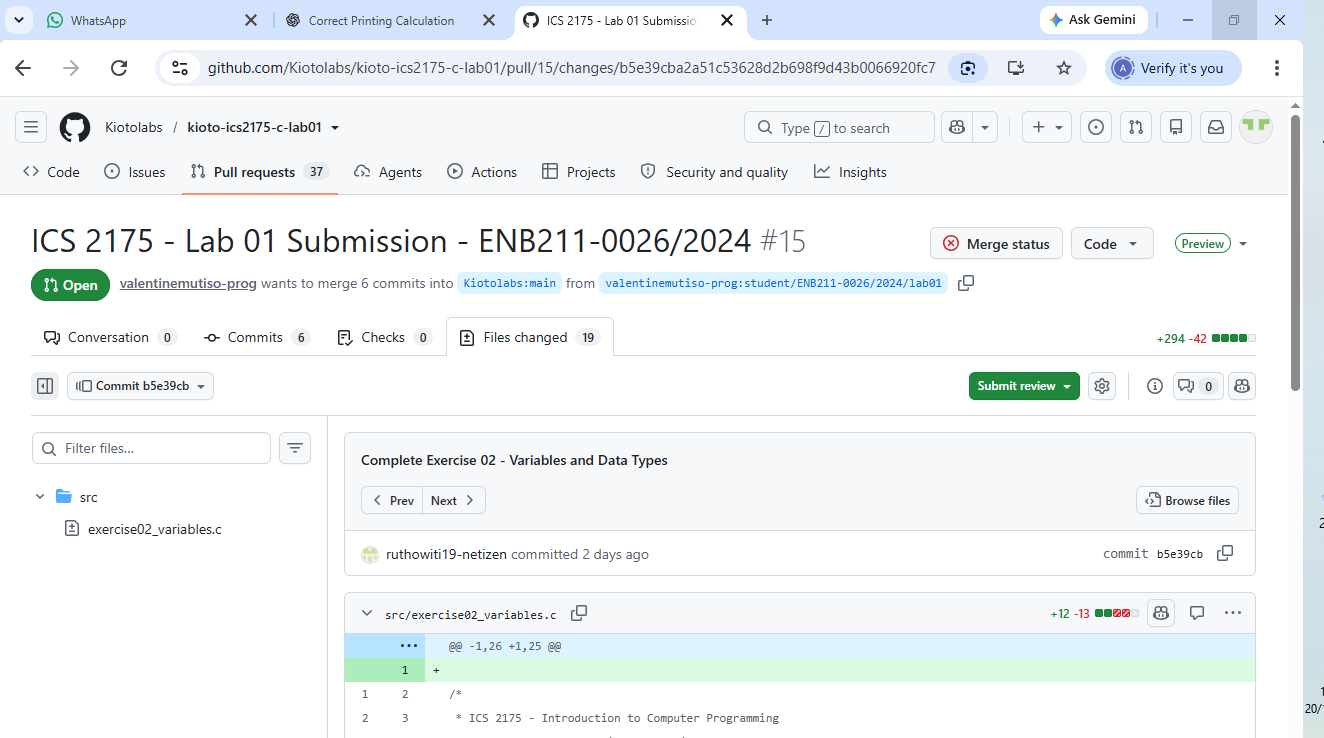 WhatsApp
Correct Printing Calculation
ICS 2175 - Lab 01 Submissio
Ask Gemini
github.com/Kiotolabs/kioto-ics2175-c-lab01/pull/15/changes/b5e39cba2a51c53628d2b698f9d43b0066920fc7
A Verify it's you
Kiotolabs / kioto-ics2175-c-lab01
Type / to search
Code Issues Pull requests 37 Agents Actions Projects Security and quality Insights
ICS 2175 - Lab 01 Submission - ENB211-0026/2024 #15
Merge status
Code
Preview
Open valentinemutiso-prog wants to merge 6 commits into Kiotolabs:main from valentinemutiso-prog:student/ENB211-0026/2024/lab01
Conversation 0 Commits 6 Checks 0 Files changed 19
+294 -42
Commit b5e39cb
Submit review
0
Filter files...
src
exercise02_variables.c
Complete Exercise 02 - Variables and Data Types
Prev Next
Browse files
ruthowiti19-netizen committed 2 days ago
commit b5e39cb
src/exercise02_variables.c
+12 -13
@@ -1,26 +1,25 @@
1 +
1 2 /*
2 3 * ICS 2175 - Introduction to Computer Programming